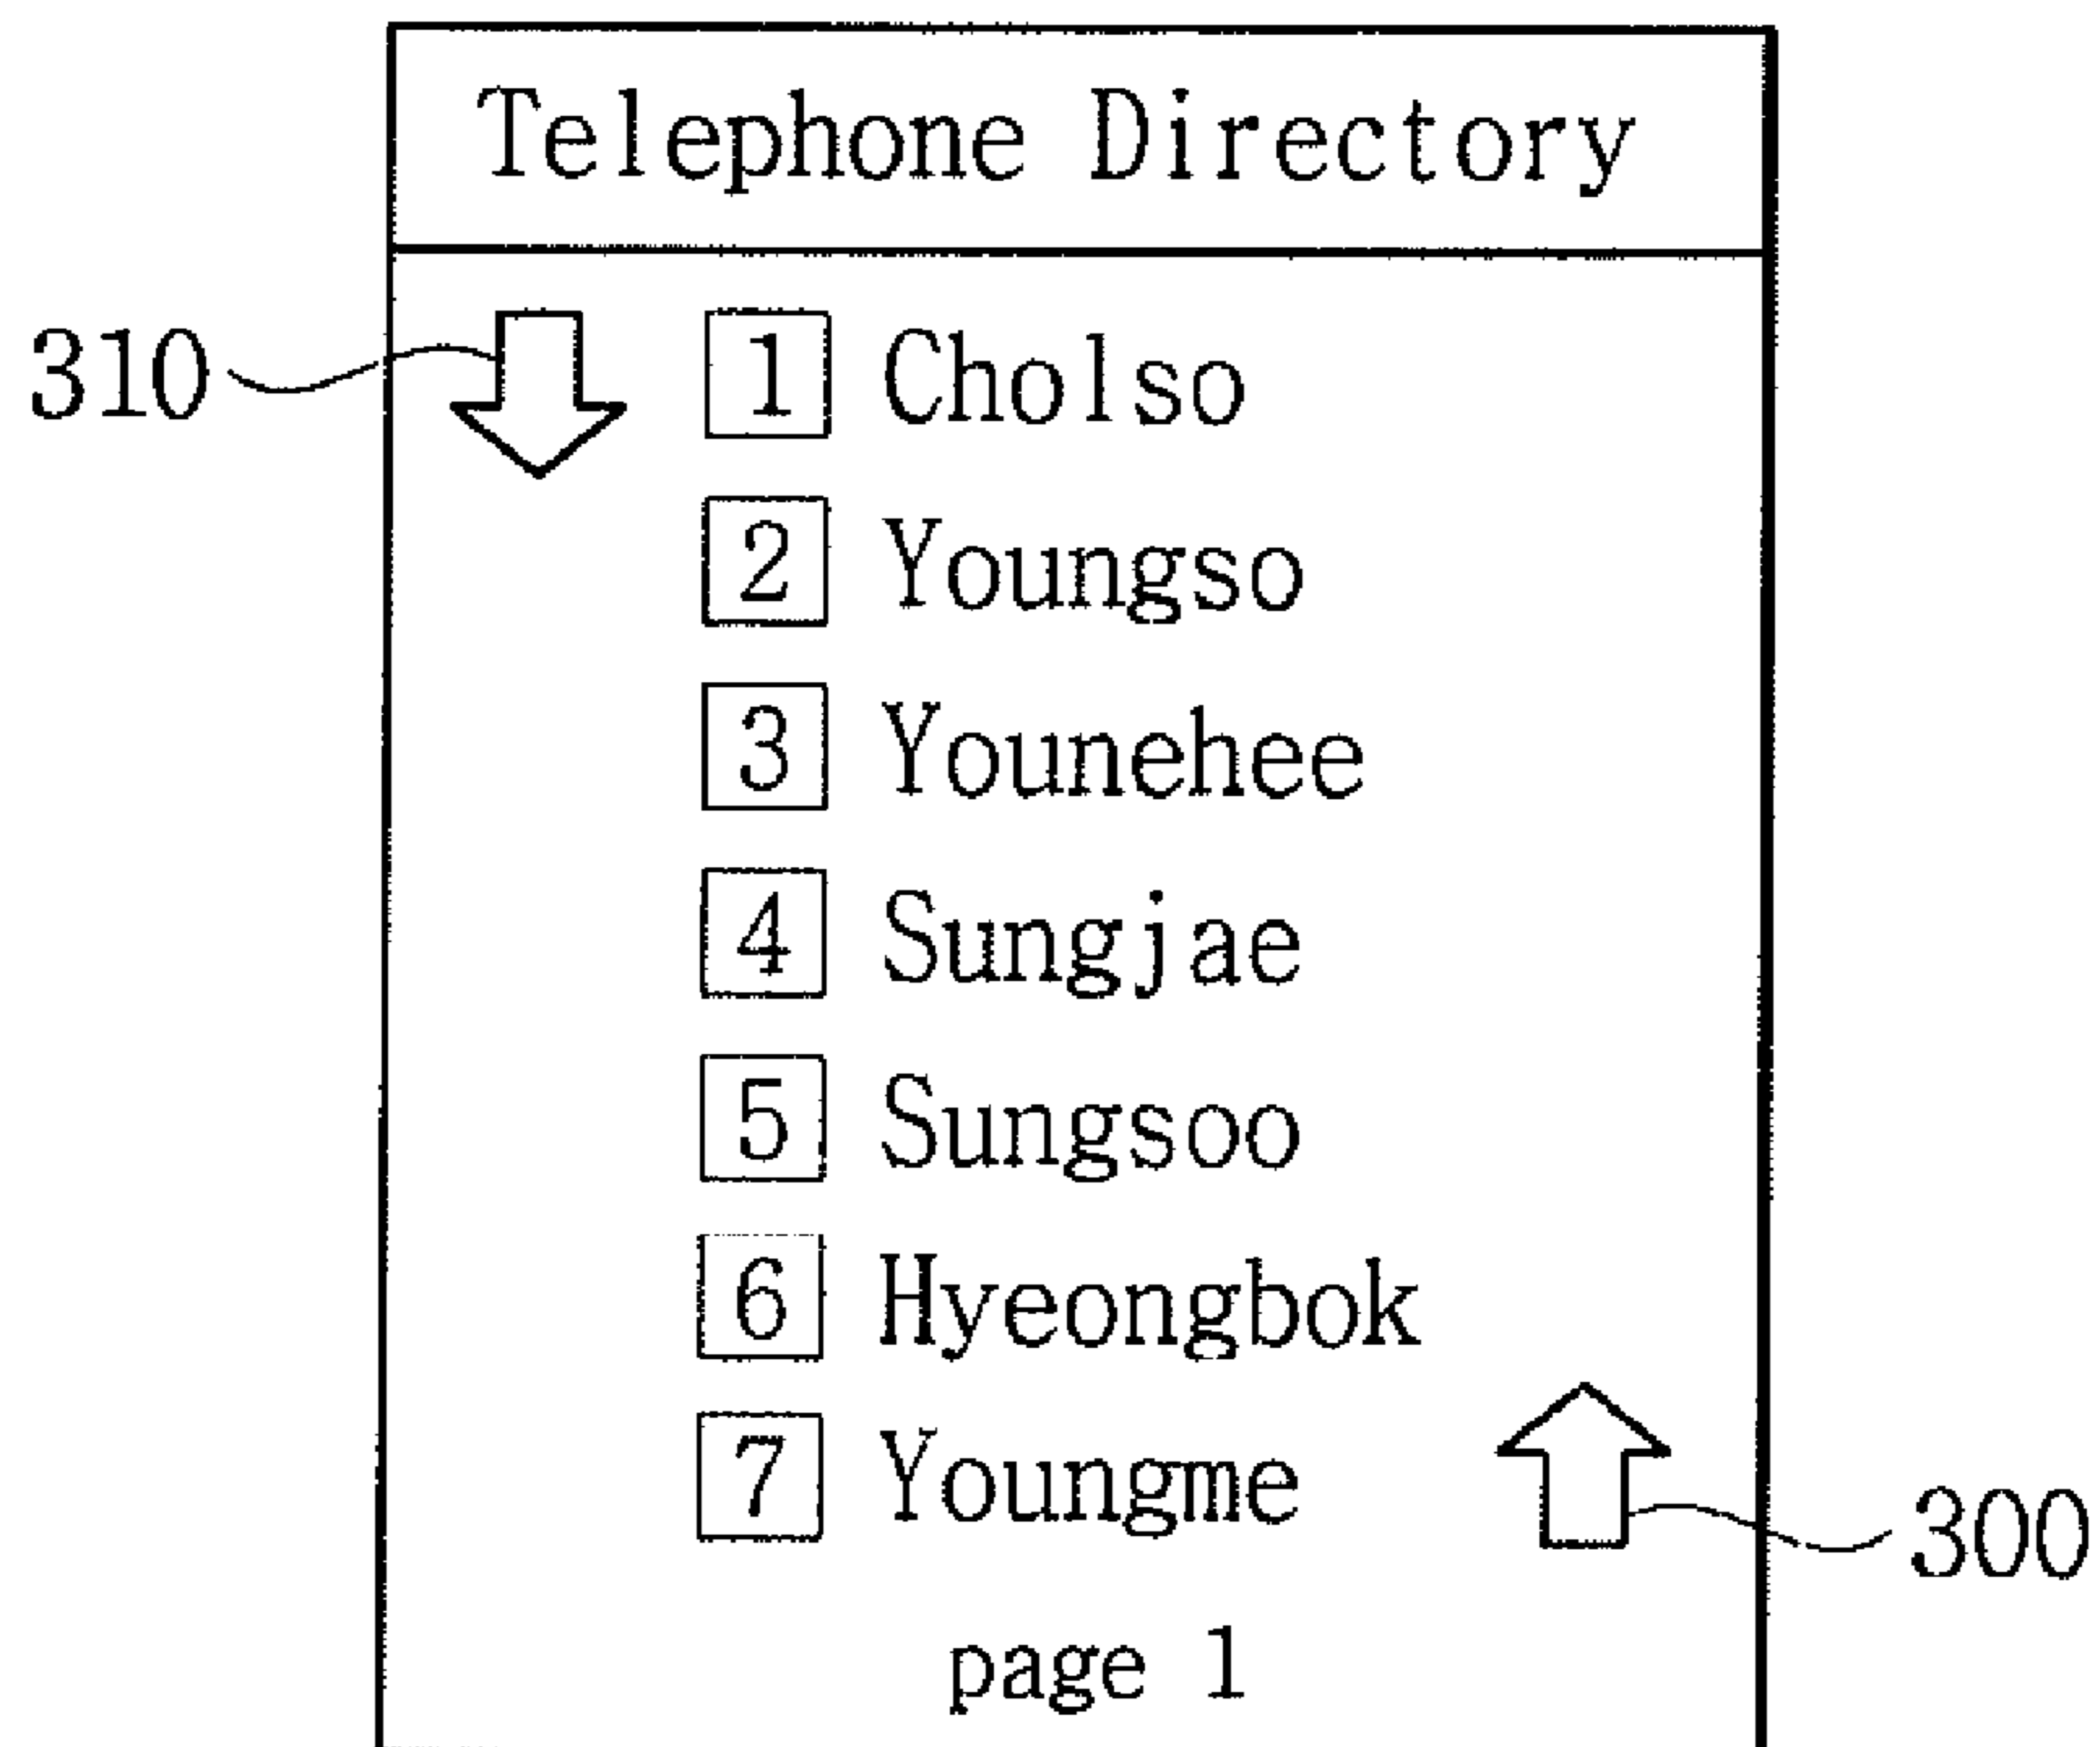 Telephone Directory
310
1 Cholso
2 Youngso
3 Younehee
4 Sungjae
5 Sungsoo
6 Hyeongbok
7 Youngme
300
page 1